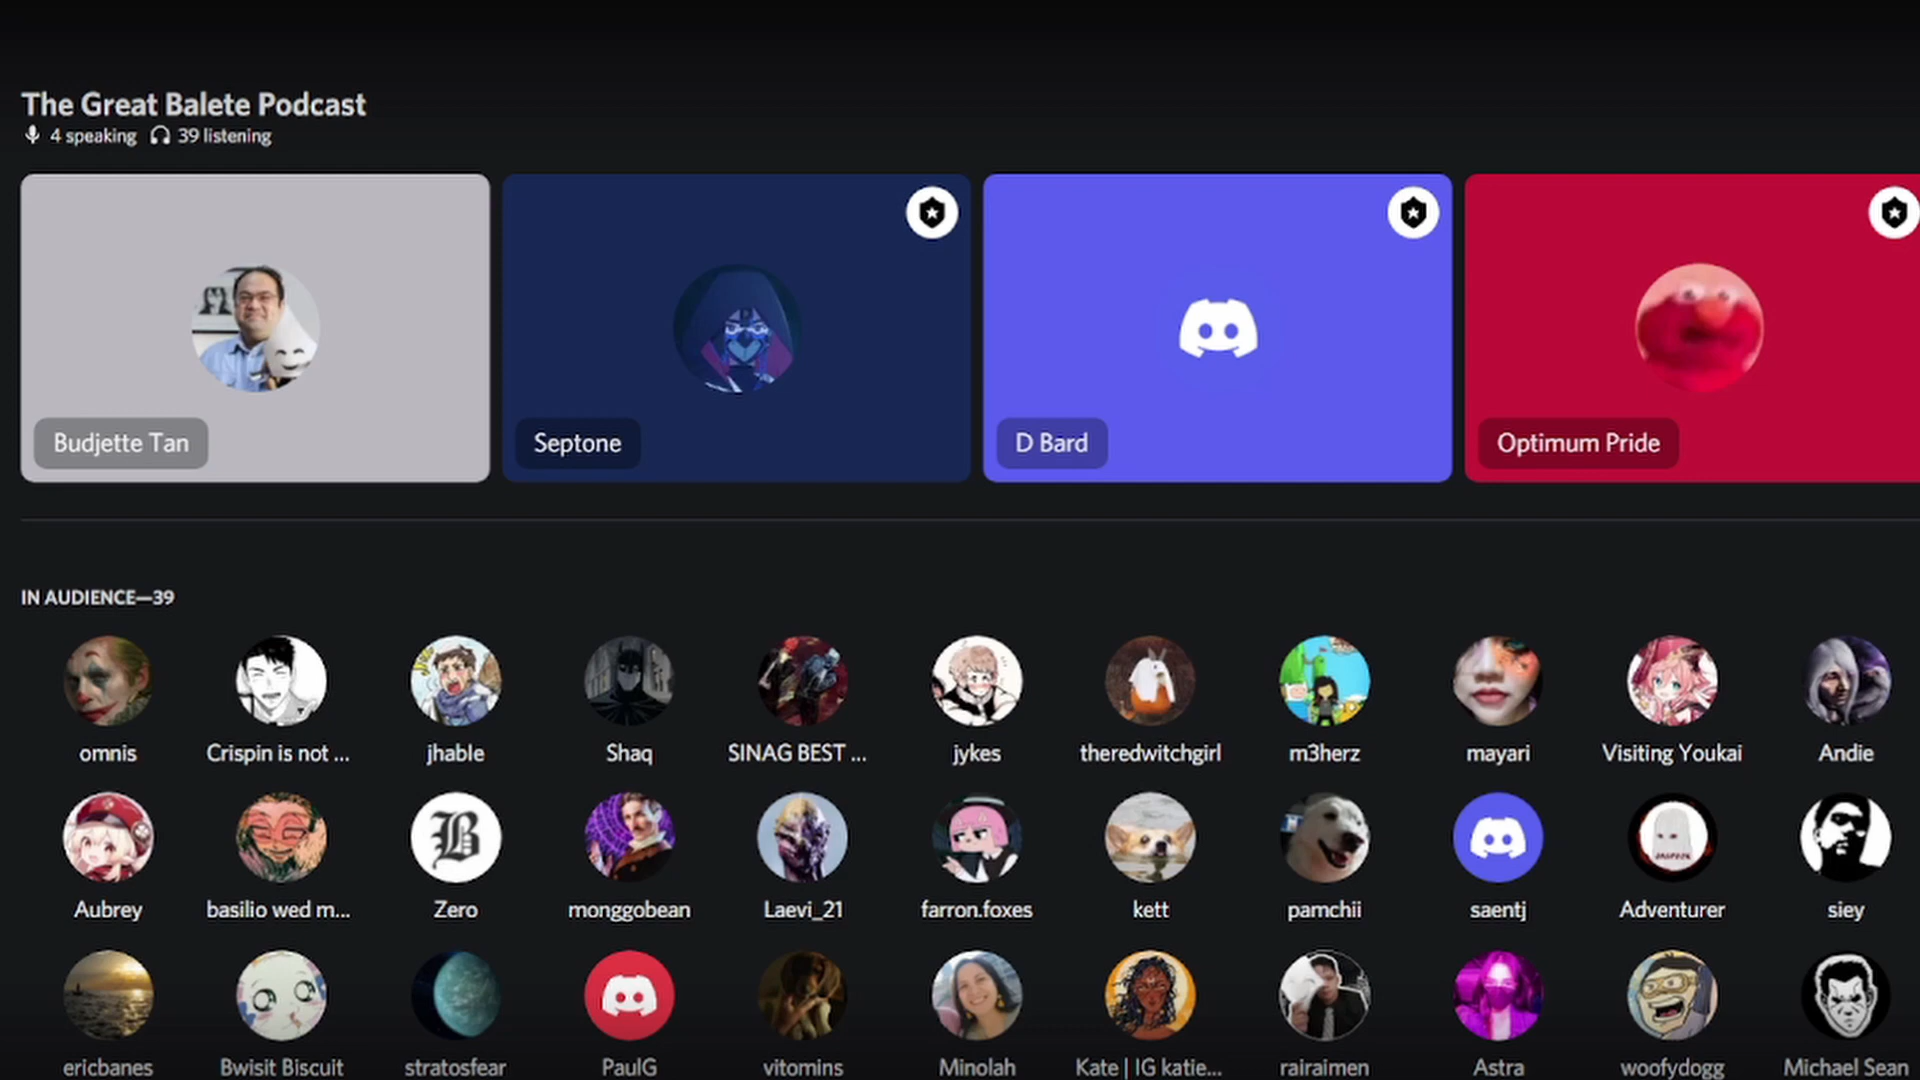 The Great Balete Podcast
4 speaking 39 listening
Budjette Tan
Septone
D Bard
Optimum Pride
IN AUDIENCE—39
omnis Crispin is not ... jhable Shaq SINAG BEST ... jykes theredwitchgirl m3herz mayari Visiting Youkai Andie
Aubrey basilio wed m... Zero monggobean Laevi_21 farron.foxes kett pamchii saentj Adventurer siey
ericbanes Bwisit Biscuit stratosfear PaulG vitomins Minolah Kate | IG katie... rairaimen Astra woofydogg Michael Sean